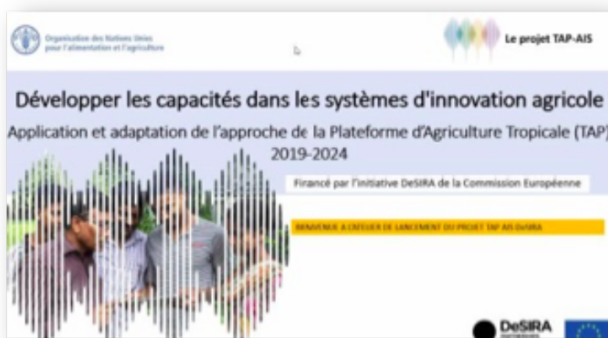 Organisation des Nations Unies
pour l'alimentation et l'agriculture
Le projet TAP-AIS
Développer les capacités dans les systèmes d'innovation agricole
Application et adaptation de l'approche de la Plateforme d'Agriculture Tropicale (TAP)
2019-2024
Financé par l'initiative DeSIRA de la Commission Européenne
BIENVENUE A L'ATELIER DE LANCEMENT DU PROJET TAP AIS DeSIRA
DeSIRA